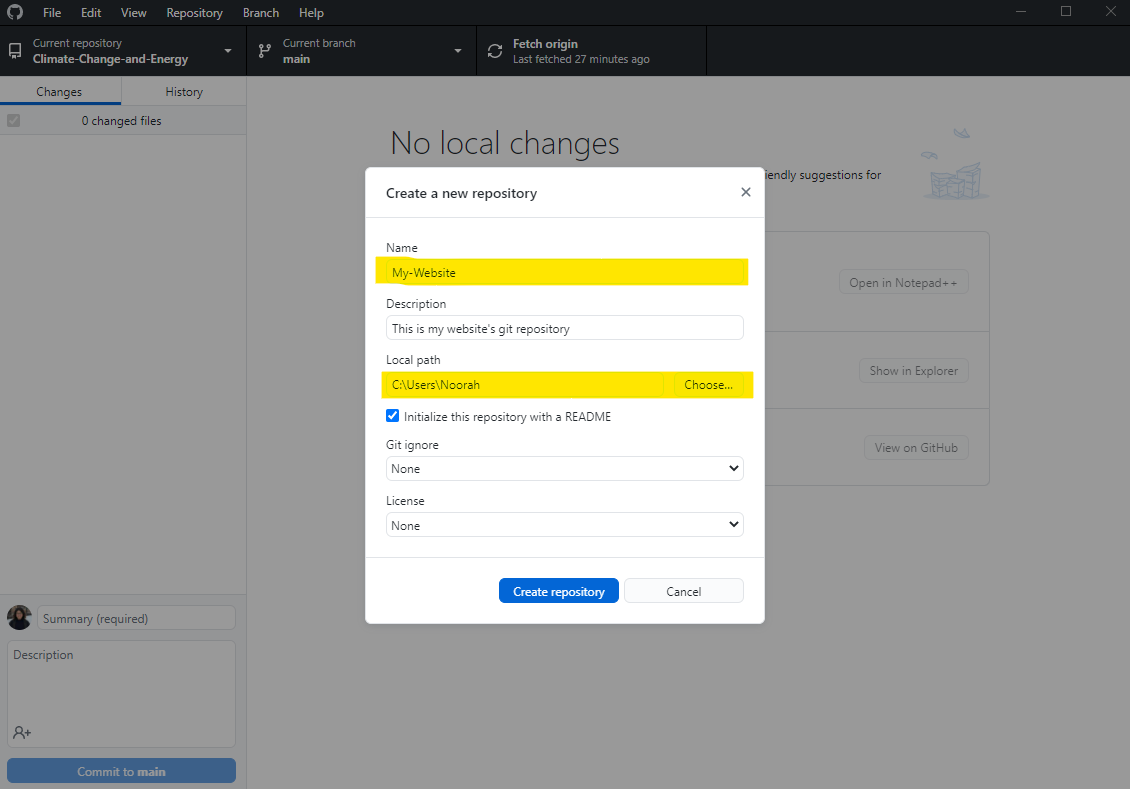 File Edit View Repository Branch Help
Current repository
Climate-Change-and-Energy
Current branch
main
Fetch origin
Last fetched 27 minutes ago
Changes History
0 changed files
No local changes
iendly suggestions for
Open in Notepad++
Show in Explorer
View on GitHub
Create a new repository
Name
My-Website
Description
This is my website's git repository
Local path
C:\Users\Noorah Choose...
Initialize this repository with a README
Git ignore
None
License
None
Create repository Cancel
Summary (required)
Description
Commit to main